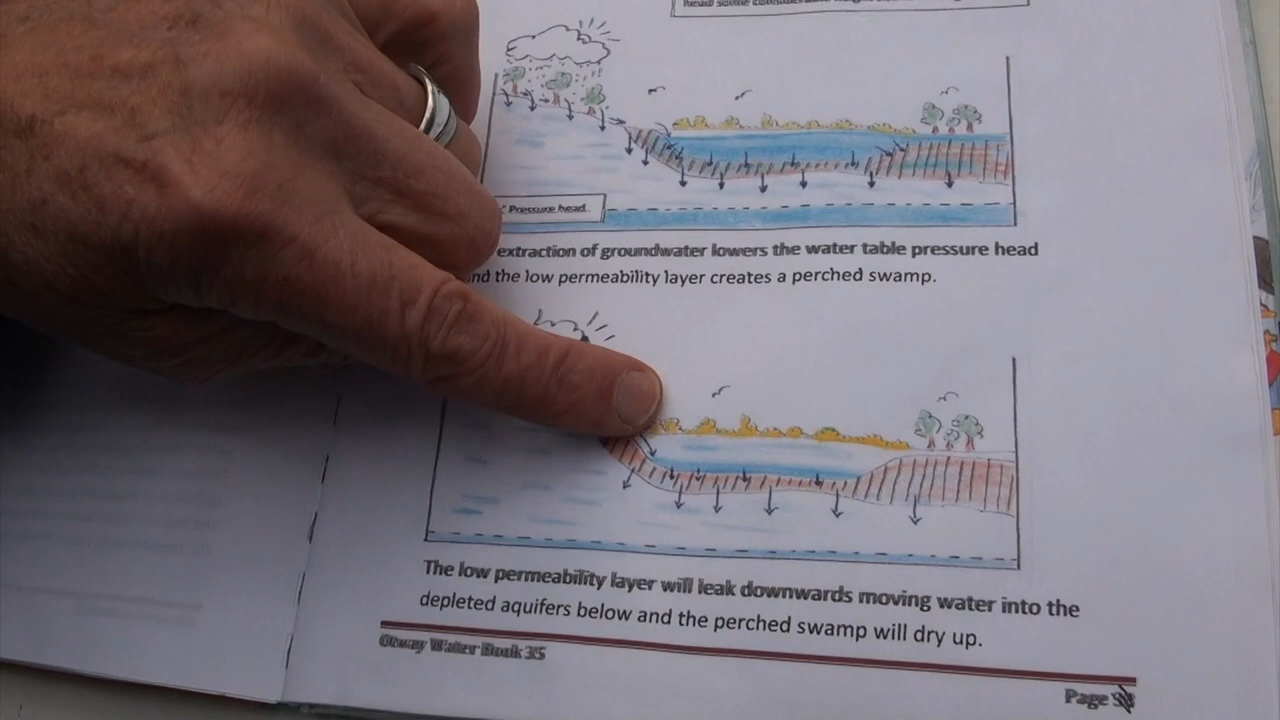 head some
Pressure head.
extraction of groundwater lowers the water table pressure head
nd the low permeability layer creates a perched swamp.
The low permeability layer will leak downwards moving water into the
depleted aquifers below and the perched swamp will dry up.
Otway Water Book 35
Page